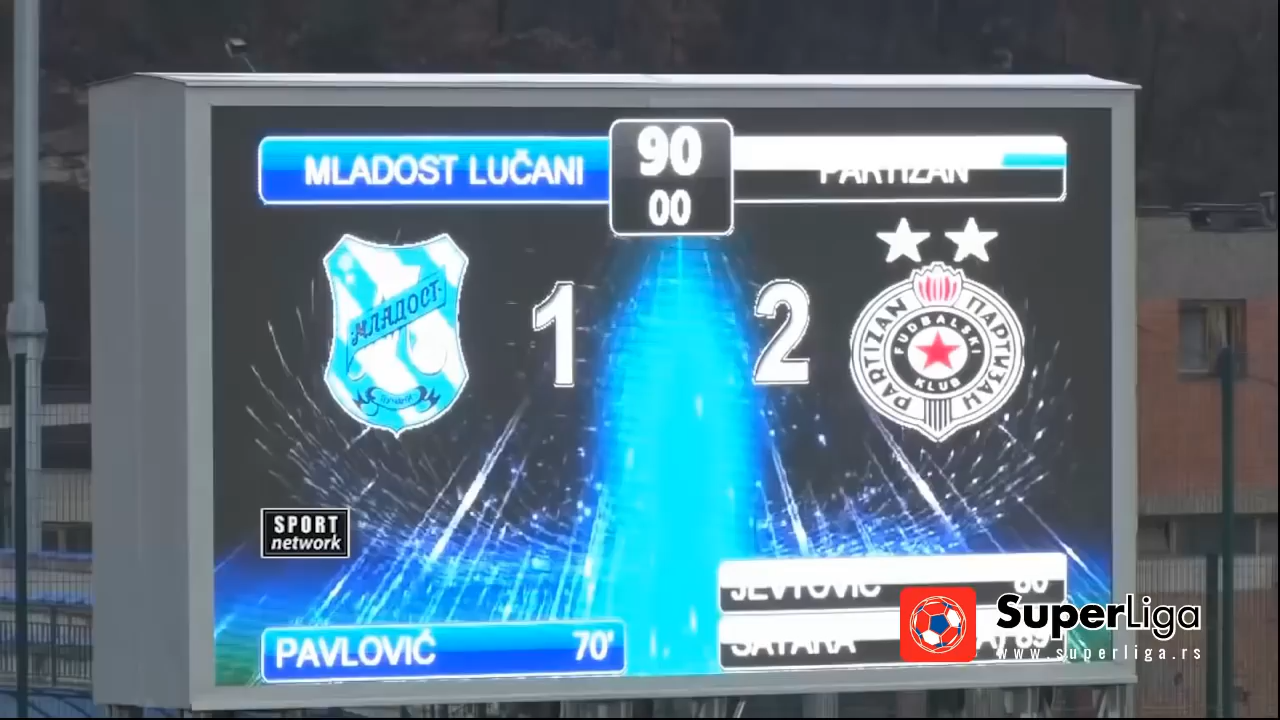 MLADOST LUČANI
90
00
PARTIZAN
МЛАДОСТ
1
2
PARTIZAN
ПАРТИЗАН
FUDBALSKI
KLUB
SPORT
network
JEVTOVIĆ
PAVLOVIĆ 70'
SuperLiga
www.superliga.rs